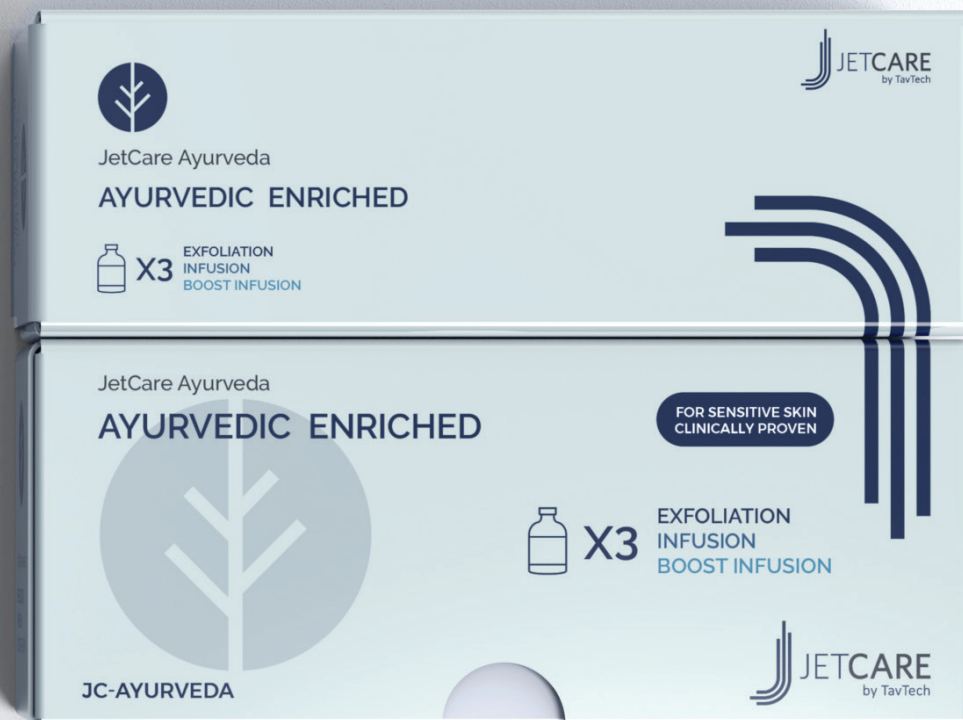 JETCARE
by TavTech
JetCare Ayurveda
AYURVEDIC ENRICHED
X3
EXFOLIATION
INFUSION
BOOST INFUSION
JetCare Ayurveda
AYURVEDIC ENRICHED
FOR SENSITIVE SKIN
CLINICALLY PROVEN
X3
EXFOLIATION
INFUSION
BOOST INFUSION
JC-AYURVEDA
JETCARE
by TavTech